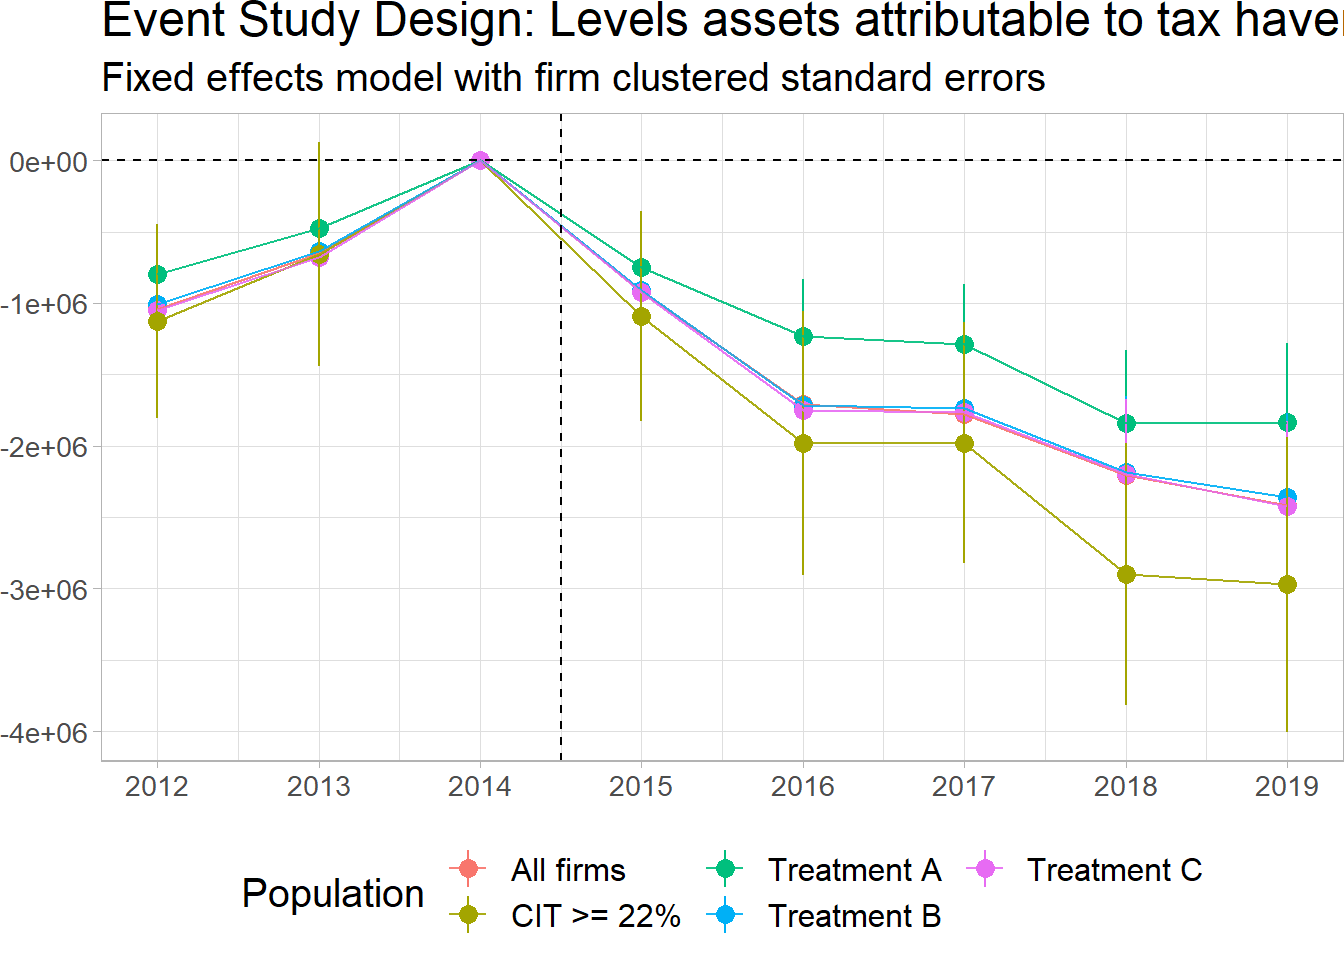 Event Study Design: Levels assets attributable to tax haven
Fixed effects model with firm clustered standard errors
0e+00
-1e+06
-2e+06
-3e+06
-4e+06
2012 2013 2014 2015 2016 2017 2018 2019
Population
All firms Treatment A Treatment C
CIT >= 22% Treatment B